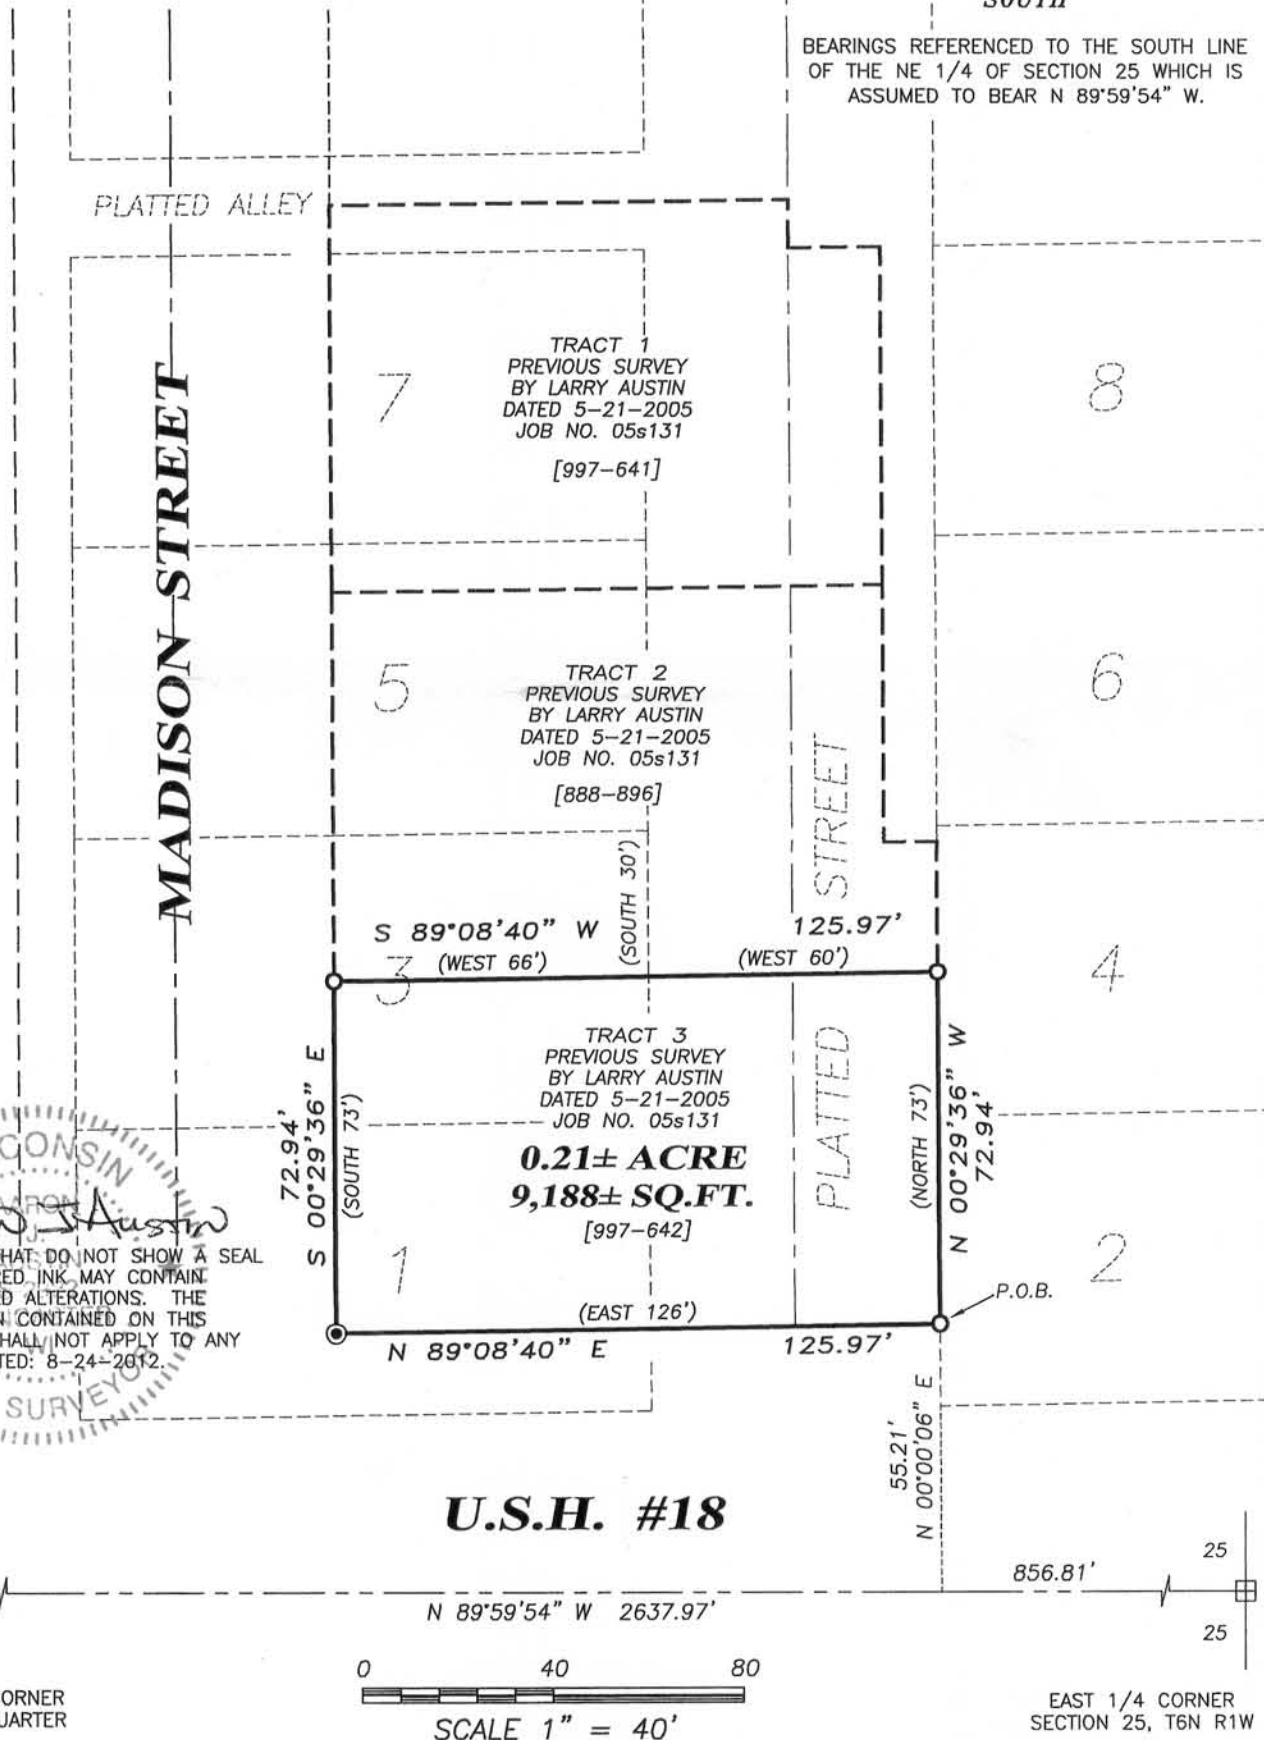 SOUTH
BEARINGS REFERENCED TO THE SOUTH LINE
OF THE NE 1/4 OF SECTION 25 WHICH IS
ASSUMED TO BEAR N 89°59'54" W.
PLATTED ALLEY
MADISON STREET
7
TRACT 1
PREVIOUS SURVEY
BY LARRY AUSTIN
DATED 5-21-2005
JOB NO. 05s131
[997-641]
8
5
TRACT 2
PREVIOUS SURVEY
BY LARRY AUSTIN
DATED 5-21-2005
JOB NO. 05s131
[888-896]
6
PLATTED STREET
(SOUTH 30')
S 89°08'40" W 125.97'
(WEST 66') (WEST 60')
3
4
72.94'
S 00°29'36" E
(SOUTH 73')
TRACT 3
PREVIOUS SURVEY
BY LARRY AUSTIN
DATED 5-21-2005
JOB NO. 05s131
0.21± ACRE
9,188± SQ.FT.
[997-642]
(NORTH 73')
N 00°29'36" W
72.94'
1
2
P.O.B.
(EAST 126')
N 89°08'40" E 125.97'
CONSIN
AARON
J.
AUSTIN
WI
SURVEYOR
J Austin
HAT DO NOT SHOW A SEAL
ED INK MAY CONTAIN
D ALTERATIONS. THE
N CONTAINED ON THIS
HALL NOT APPLY TO ANY
TED: 8-24-2012.
55.21'
N 00°00'06" E
U.S.H. #18
856.81'
25
N 89°59'54" W 2637.97'
25
0 40 80
SCALE 1" = 40'
ORNER
UARTER
EAST 1/4 CORNER
SECTION 25, T6N R1W